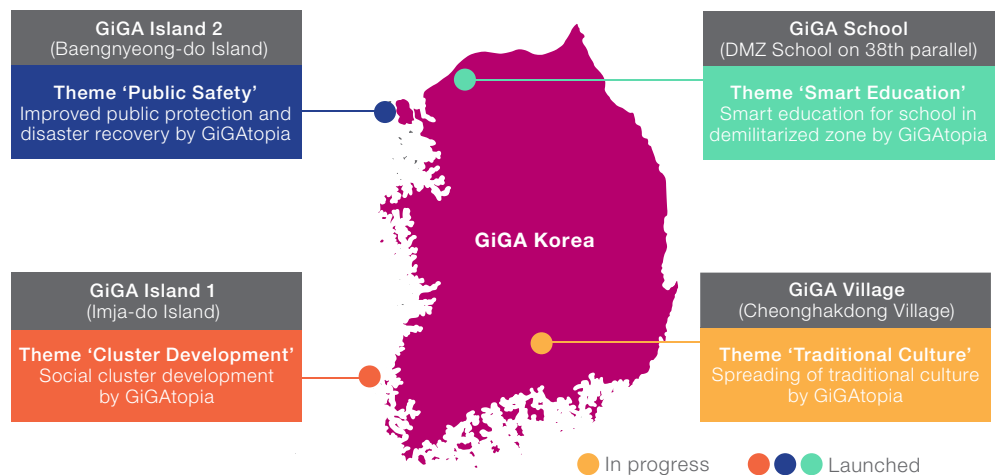 GiGA Island 2
(Baengnyeong-do Island)
Theme 'Public Safety'
Improved public protection and
disaster recovery by GiGAtopia
GiGA School
(DMZ School on 38th parallel)
Theme 'Smart Education'
Smart education for school in
demilitarized zone by GiGAtopia
GiGA Korea
GiGA Island 1
(Imja-do Island)
Theme 'Cluster Development'
Social cluster development
by GiGAtopia
GiGA Village
(Cheonghakdong Village)
Theme 'Traditional Culture'
Spreading of traditional culture
by GiGAtopia
In progress
Launched